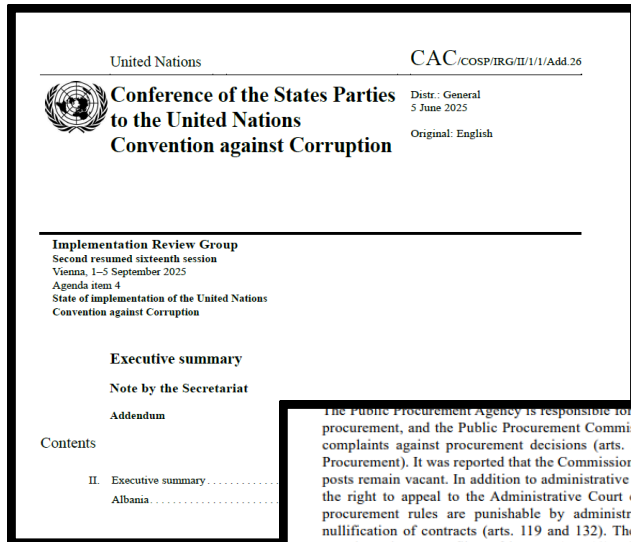 United Nations
CAC/COSP/IRG/II/1/1/Add.26
Conference of the States Parties
to the United Nations
Convention against Corruption
Distr.: General
5 June 2025
Original: English
Implementation Review Group
Second resumed sixteenth session
Vienna, 1–5 September 2025
Agenda item 4
State of implementation of the United Nations
Convention against Corruption
Executive summary
Note by the Secretariat
Addendum
Contents
II. Executive summary
Albania
The Public Procurement Agency is responsible
procurement, and the Public Procurement
complaints against procurement decisions (arts.
Procurement). It was reported that the Commission
posts remain vacant. In addition to administrative
the right to appeal to the Administrative Court
procurement rules are punishable by
nullification of contracts (arts. 119 and 132).